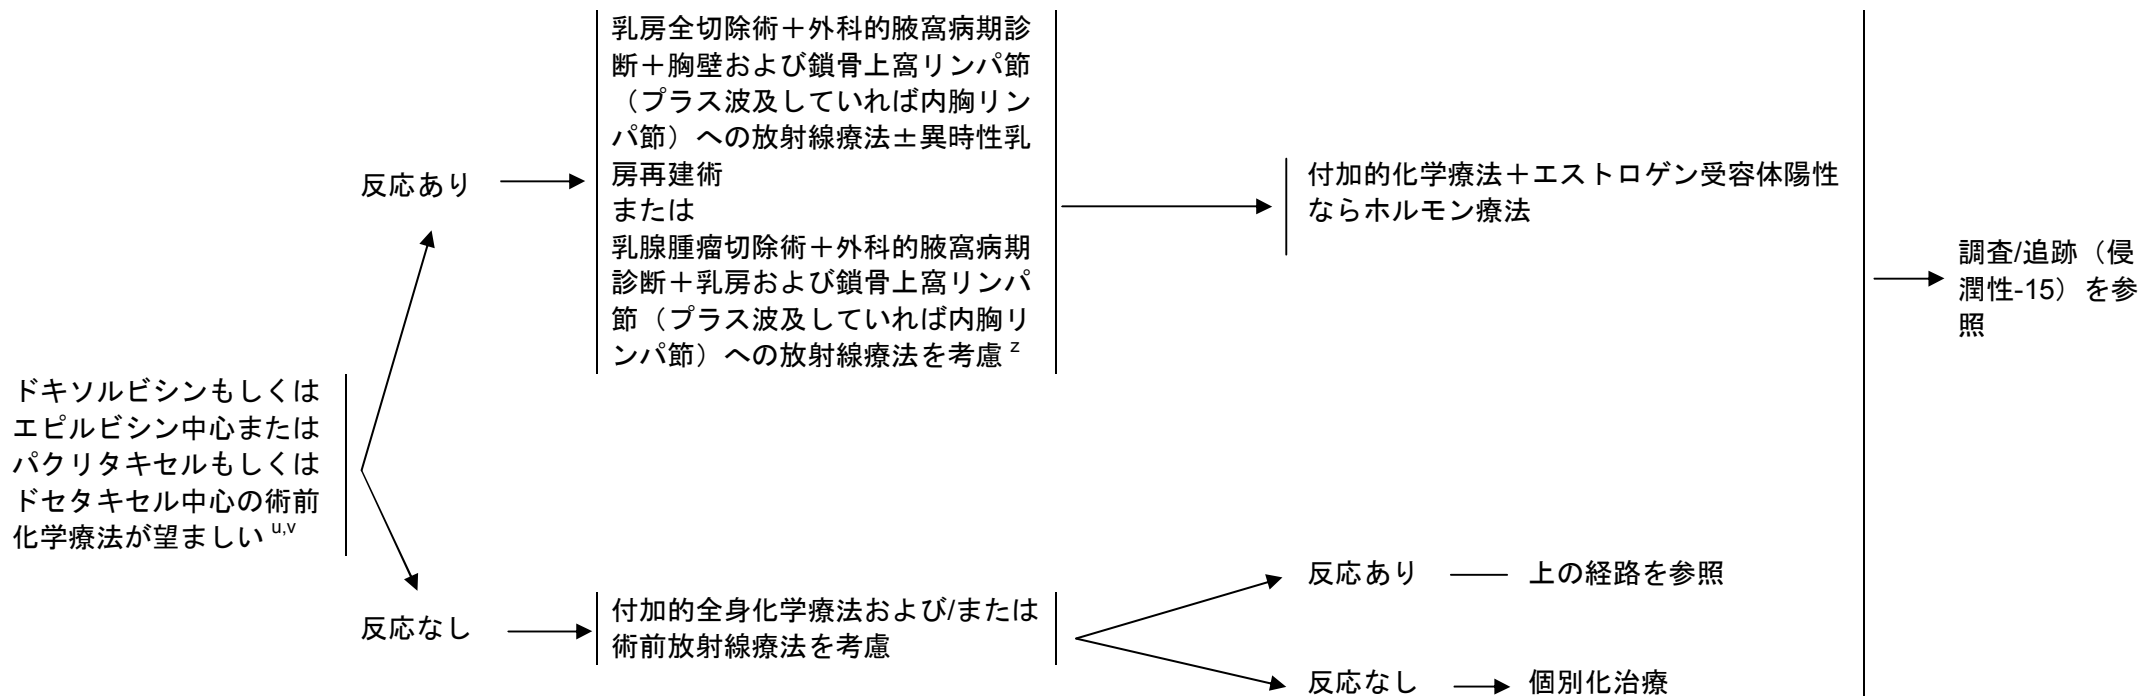 ドキソルビシンもしくは
エピルビシン中心または
パクリタキセルもしくは
ドセタキセル中心の術前
化学療法が望ましい u,v
反応あり
乳房全切除術＋外科的腋窩病期診
断＋胸壁および鎖骨上窩リンパ節
（プラス波及していれば内胸リン
パ節）への放射線療法±異時性乳
房再建術
または
乳腺腫瘤切除術＋外科的腋窩病期
診断＋乳房および鎖骨上窩リンパ
節（プラス波及していれば内胸リ
ンパ節）への放射線療法を考慮 z
付加的化学療法＋エストロゲン受容体陽性
ならホルモン療法
反応なし
付加的全身化学療法および/または
術前放射線療法を考慮
反応あり
上の経路を参照
反応なし
個別化治療
調査/追跡（侵
潤性-15）を参
照